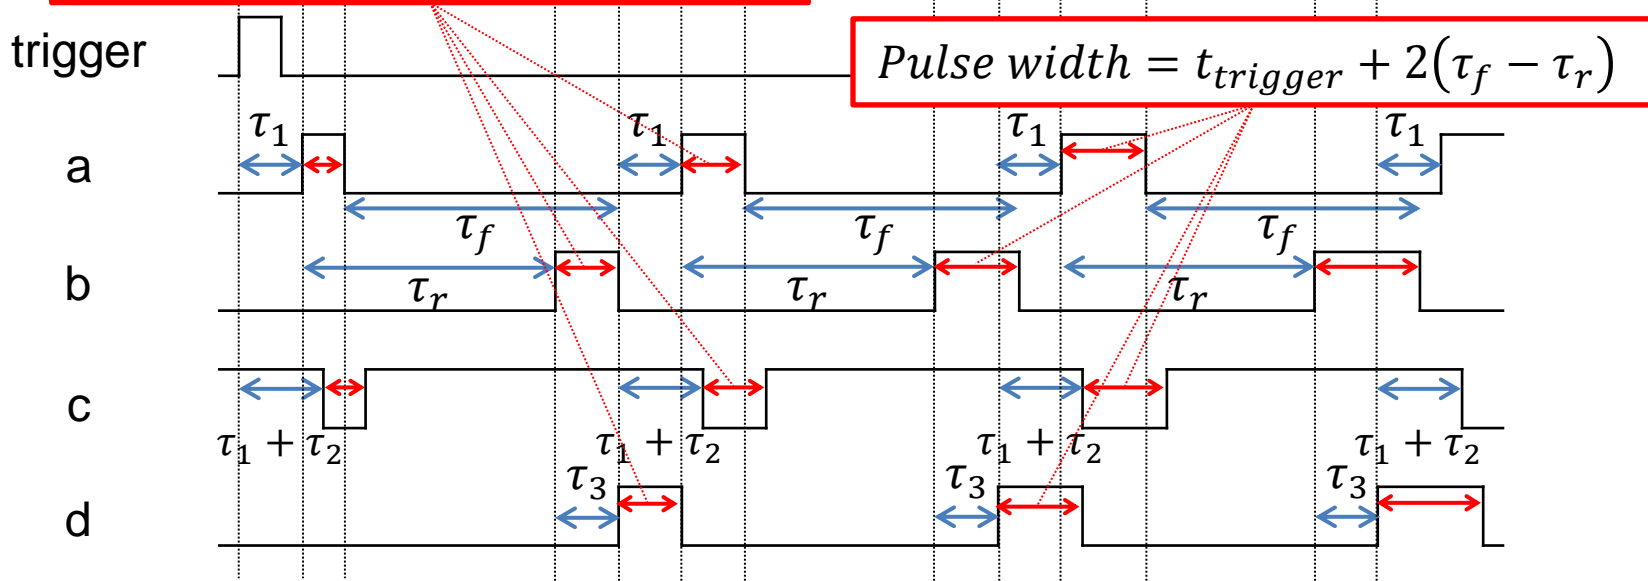 trigger
Pulse width = t_trigger + 2(τ_f − τ_r)
τ_1 τ_1 τ_1 τ_1
a
τ_f τ_f τ_f
b
τ_r τ_r τ_r
c
τ_1 + τ_2 τ_1 + τ_2 τ_1 + τ_2 τ_1 + τ_2
τ_3 τ_3 τ_3
d